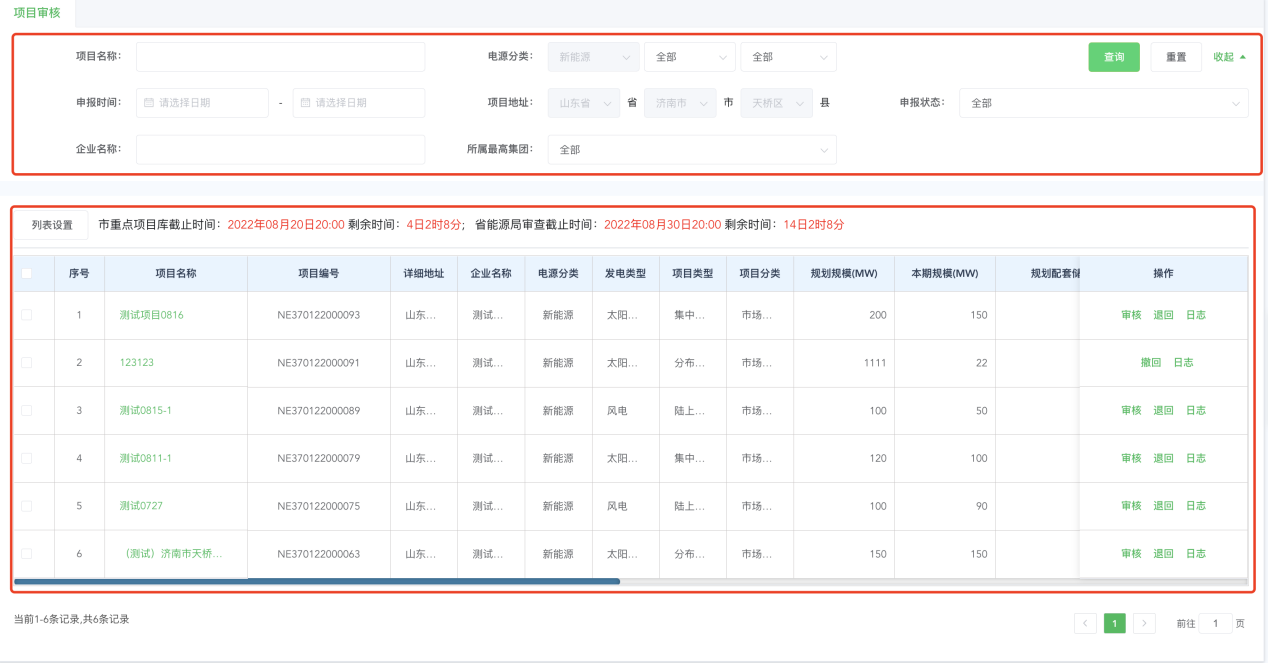 项目审核
项目名称: 电源分类: 新能源 全部 全部 查询 重置 收起
申报时间: 请选择日期 - 请选择日期 项目地址: 山东省 省 济南市 市 天桥区 县 申报状态: 全部
企业名称: 所属最高集团: 全部
列表设置 市重点项目库截止时间: 2022年08月20日20:00 剩余时间: 4日2时8分; 省能源局审查截止时间: 2022年08月30日20:00 剩余时间: 14日2时8分
序号 项目名称 项目编号 详细地址 企业名称 电源分类 发电类型 项目类型 项目分类 规划规模(MW) 本期规模(MW) 规划配套储 操作
1 测试项目0816 NE370122000093 山东... 测试... 新能源 太阳... 集中... 市场... 200 150 审核 退回 日志
2 123123 NE370122000091 山东... 测试... 新能源 太阳... 分布... 市场... 1111 22 撤回 日志
3 测试0815-1 NE370122000089 山东... 测试... 新能源 风电 陆上... 市场... 100 50 审核 退回 日志
4 测试0811-1 NE370122000079 山东... 测试... 新能源 太阳... 集中... 市场... 120 100 审核 退回 日志
5 测试0727 NE370122000075 山东... 测试... 新能源 风电 陆上... 市场... 100 90 审核 退回 日志
6 （测试）济南市天桥... NE370122000063 山东... 测试... 新能源 太阳... 分布... 市场... 150 150 审核 退回 日志
当前1-6条记录,共6条记录 1 前往 1 页